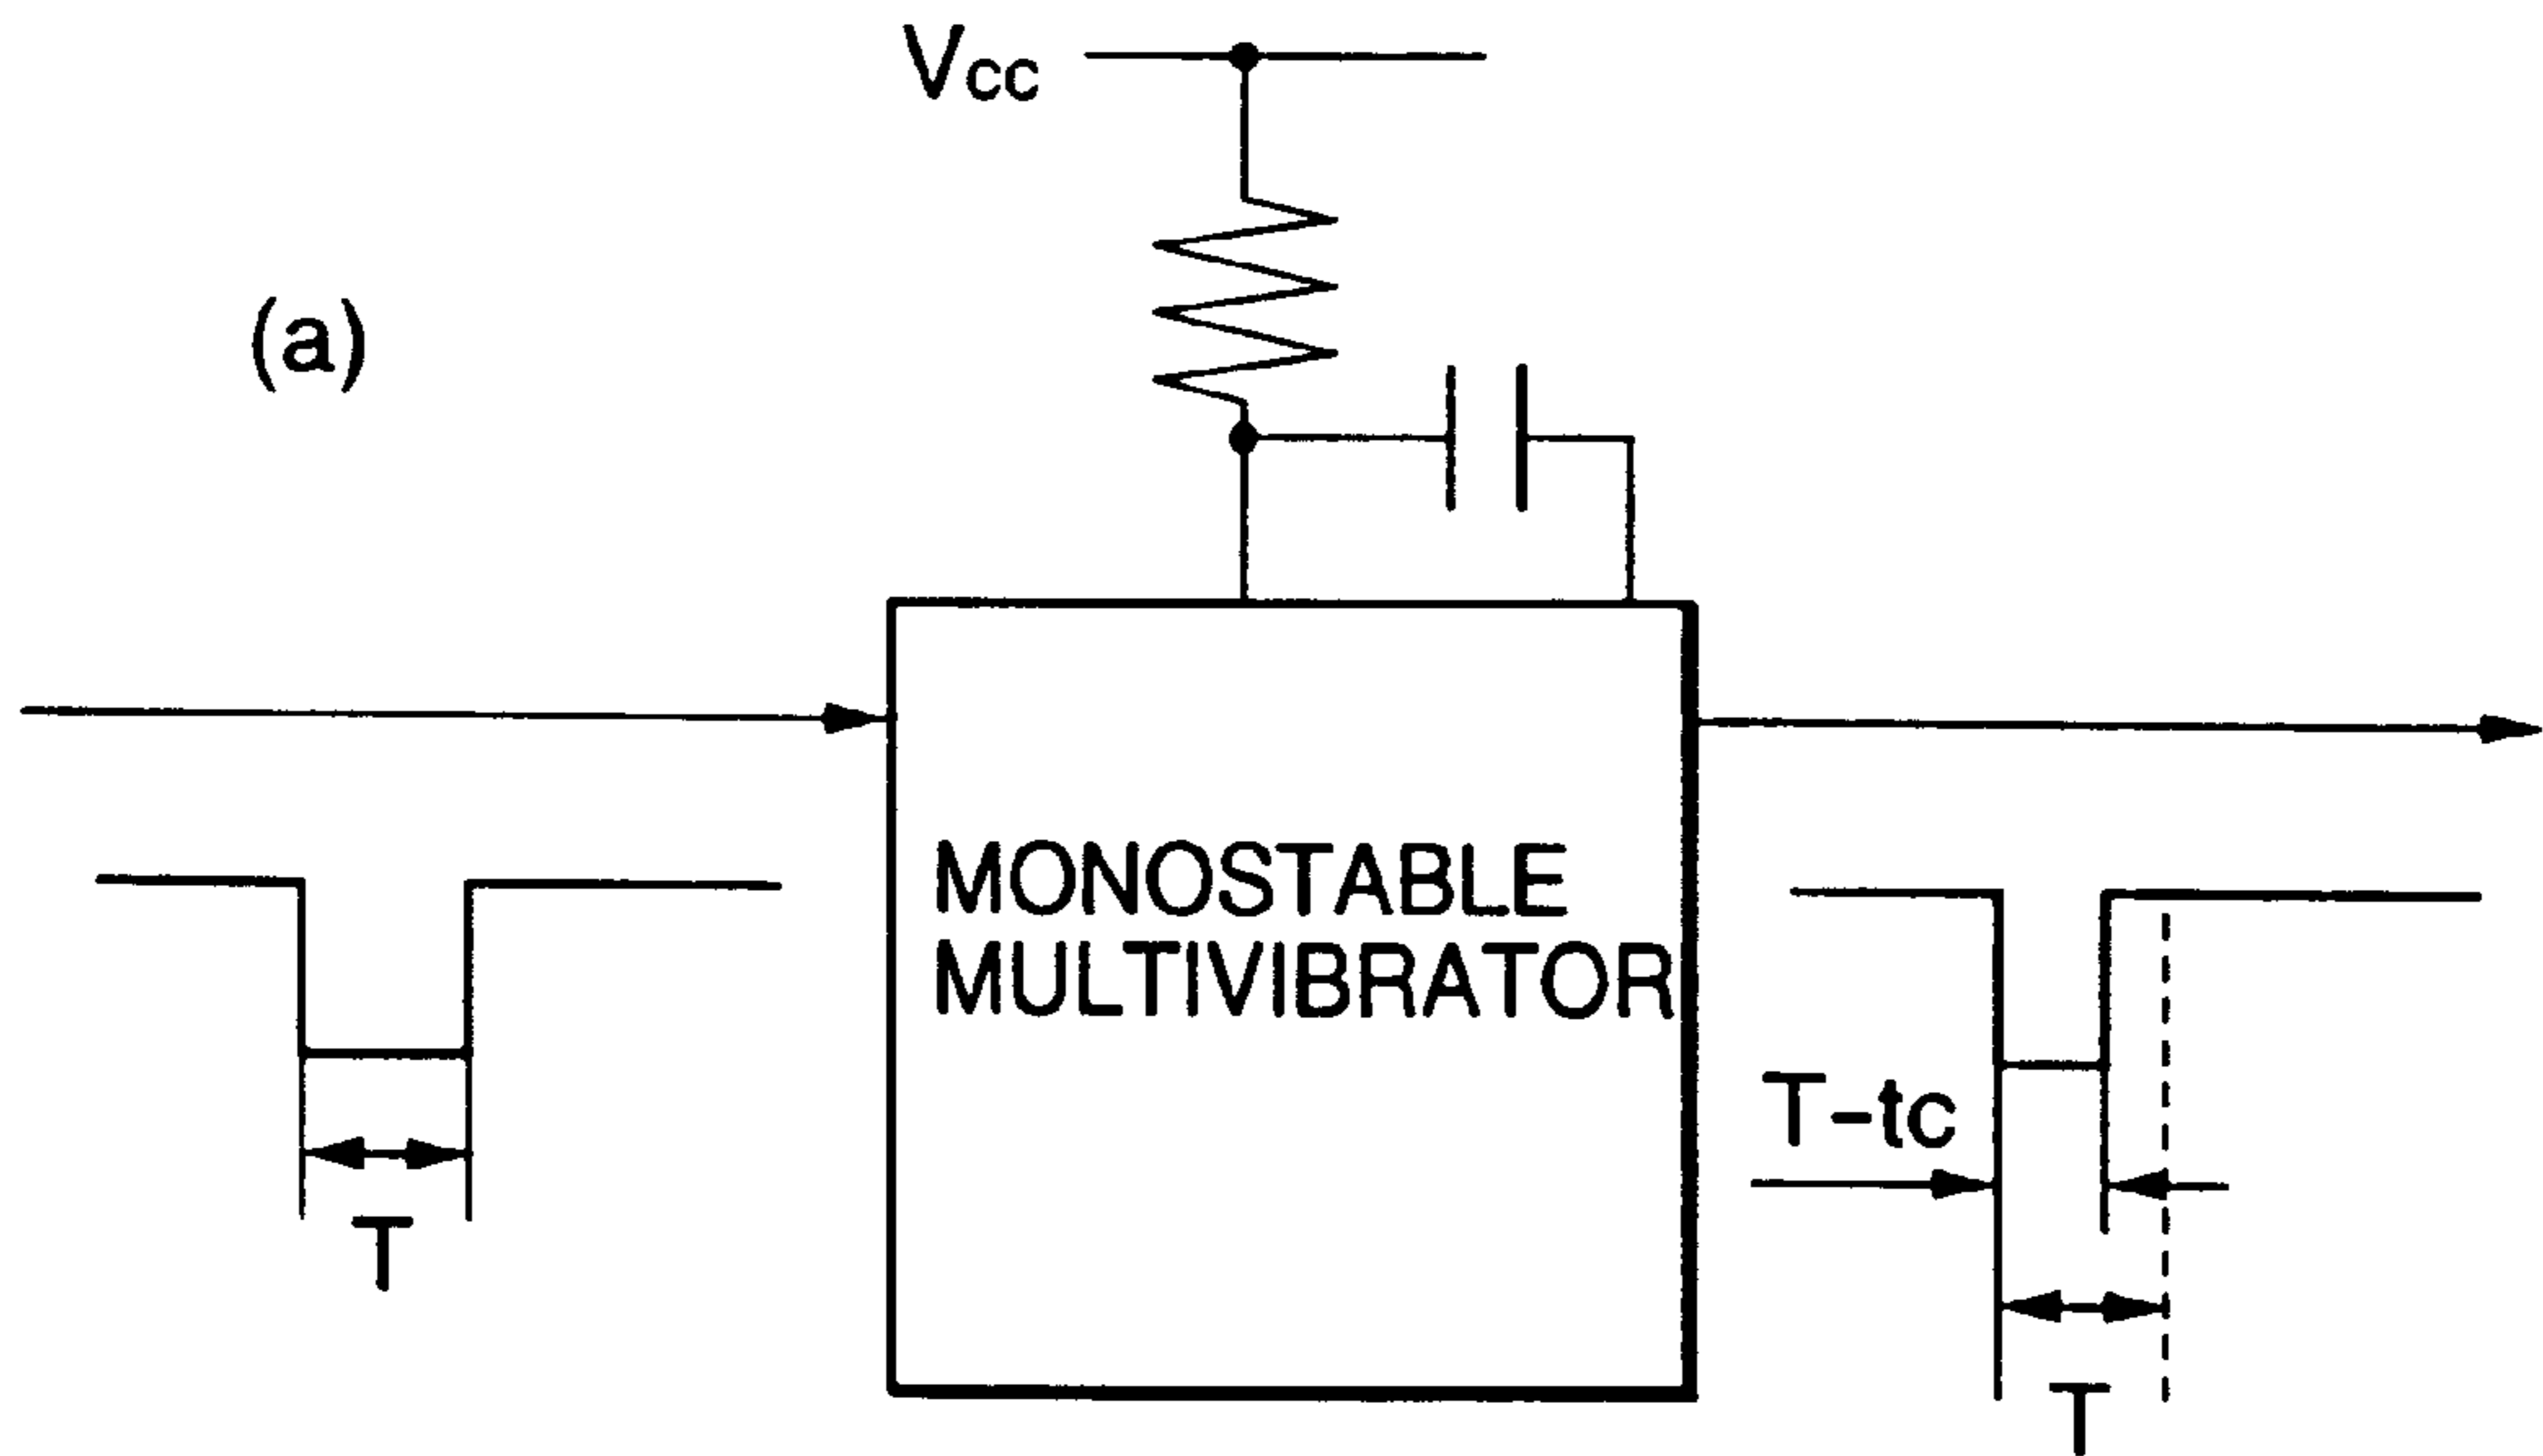 Vcc
(a)
MONOSTABLE
MULTIVIBRATOR
T-tc
T
T